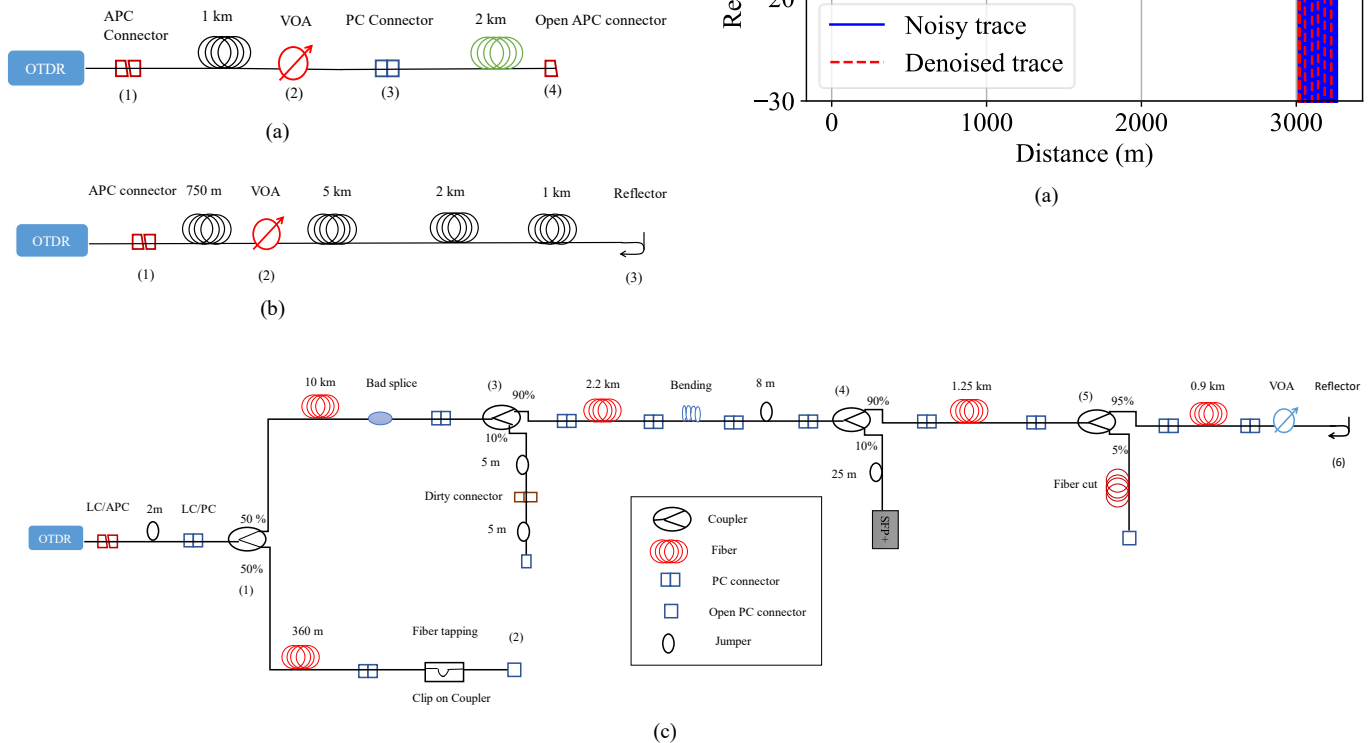 APC
Connector
1 km
VOA
PC Connector
2 km
Open APC connector
OTDR
(1)
(2)
(3)
(4)
(a)
APC connector
750 m
VOA
5 km
2 km
1 km
Reflector
OTDR
(1)
(2)
(3)
(b)
Noisy trace
Denoised trace
−30
0
1000
2000
3000
Distance (m)
(a)
10 km
Bad splice
(3)
90%
10%
5 m
Dirty connector
5 m
2.2 km
Bending
8 m
(4)
90%
10%
25 m
SFP+
1.25 km
(5)
95%
5%
Fiber cut
0.9 km
VOA
Reflector
(6)
LC/APC
2m
LC/PC
OTDR
50 %
50%
(1)
360 m
Fiber tapping
(2)
Clip on Coupler
Coupler
Fiber
PC connector
Open PC connector
Jumper
(c)